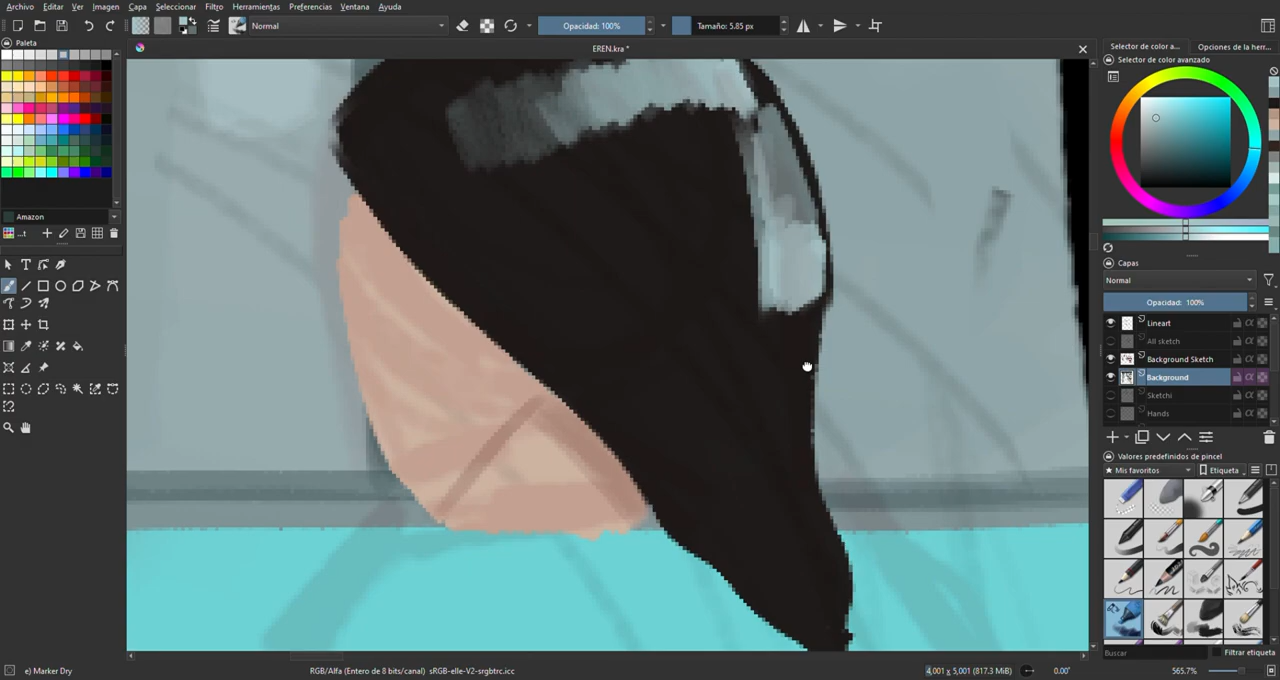 Archivo Editar Ver Imagen Capa Seleccionar Filtro Herramientas Preferencias Ventana Ayuda
Normal
Opacidad: 100%
Tamaño: 5.85 px
EREN.kra *
Paleta
Amazon
...t
Selector de color a...
Opciones de la herr...
Selector de color avanzado
Capas
Normal
Opacidad: 100%
Lineart
All sketch
Background Sketch
Background
Sketchi
Hands
Valores predefinidos de pincel
Mis favoritos
Etiqueta
Buscar
Filtrar etiqueta
e) Marker Dry
RGB/Alfa (Entero de 8 bits/canal) sRGB-elle-V2-srgbtrc.icc
4,001 x 5,001 (817.3 MiB)
0.00°
565.7%